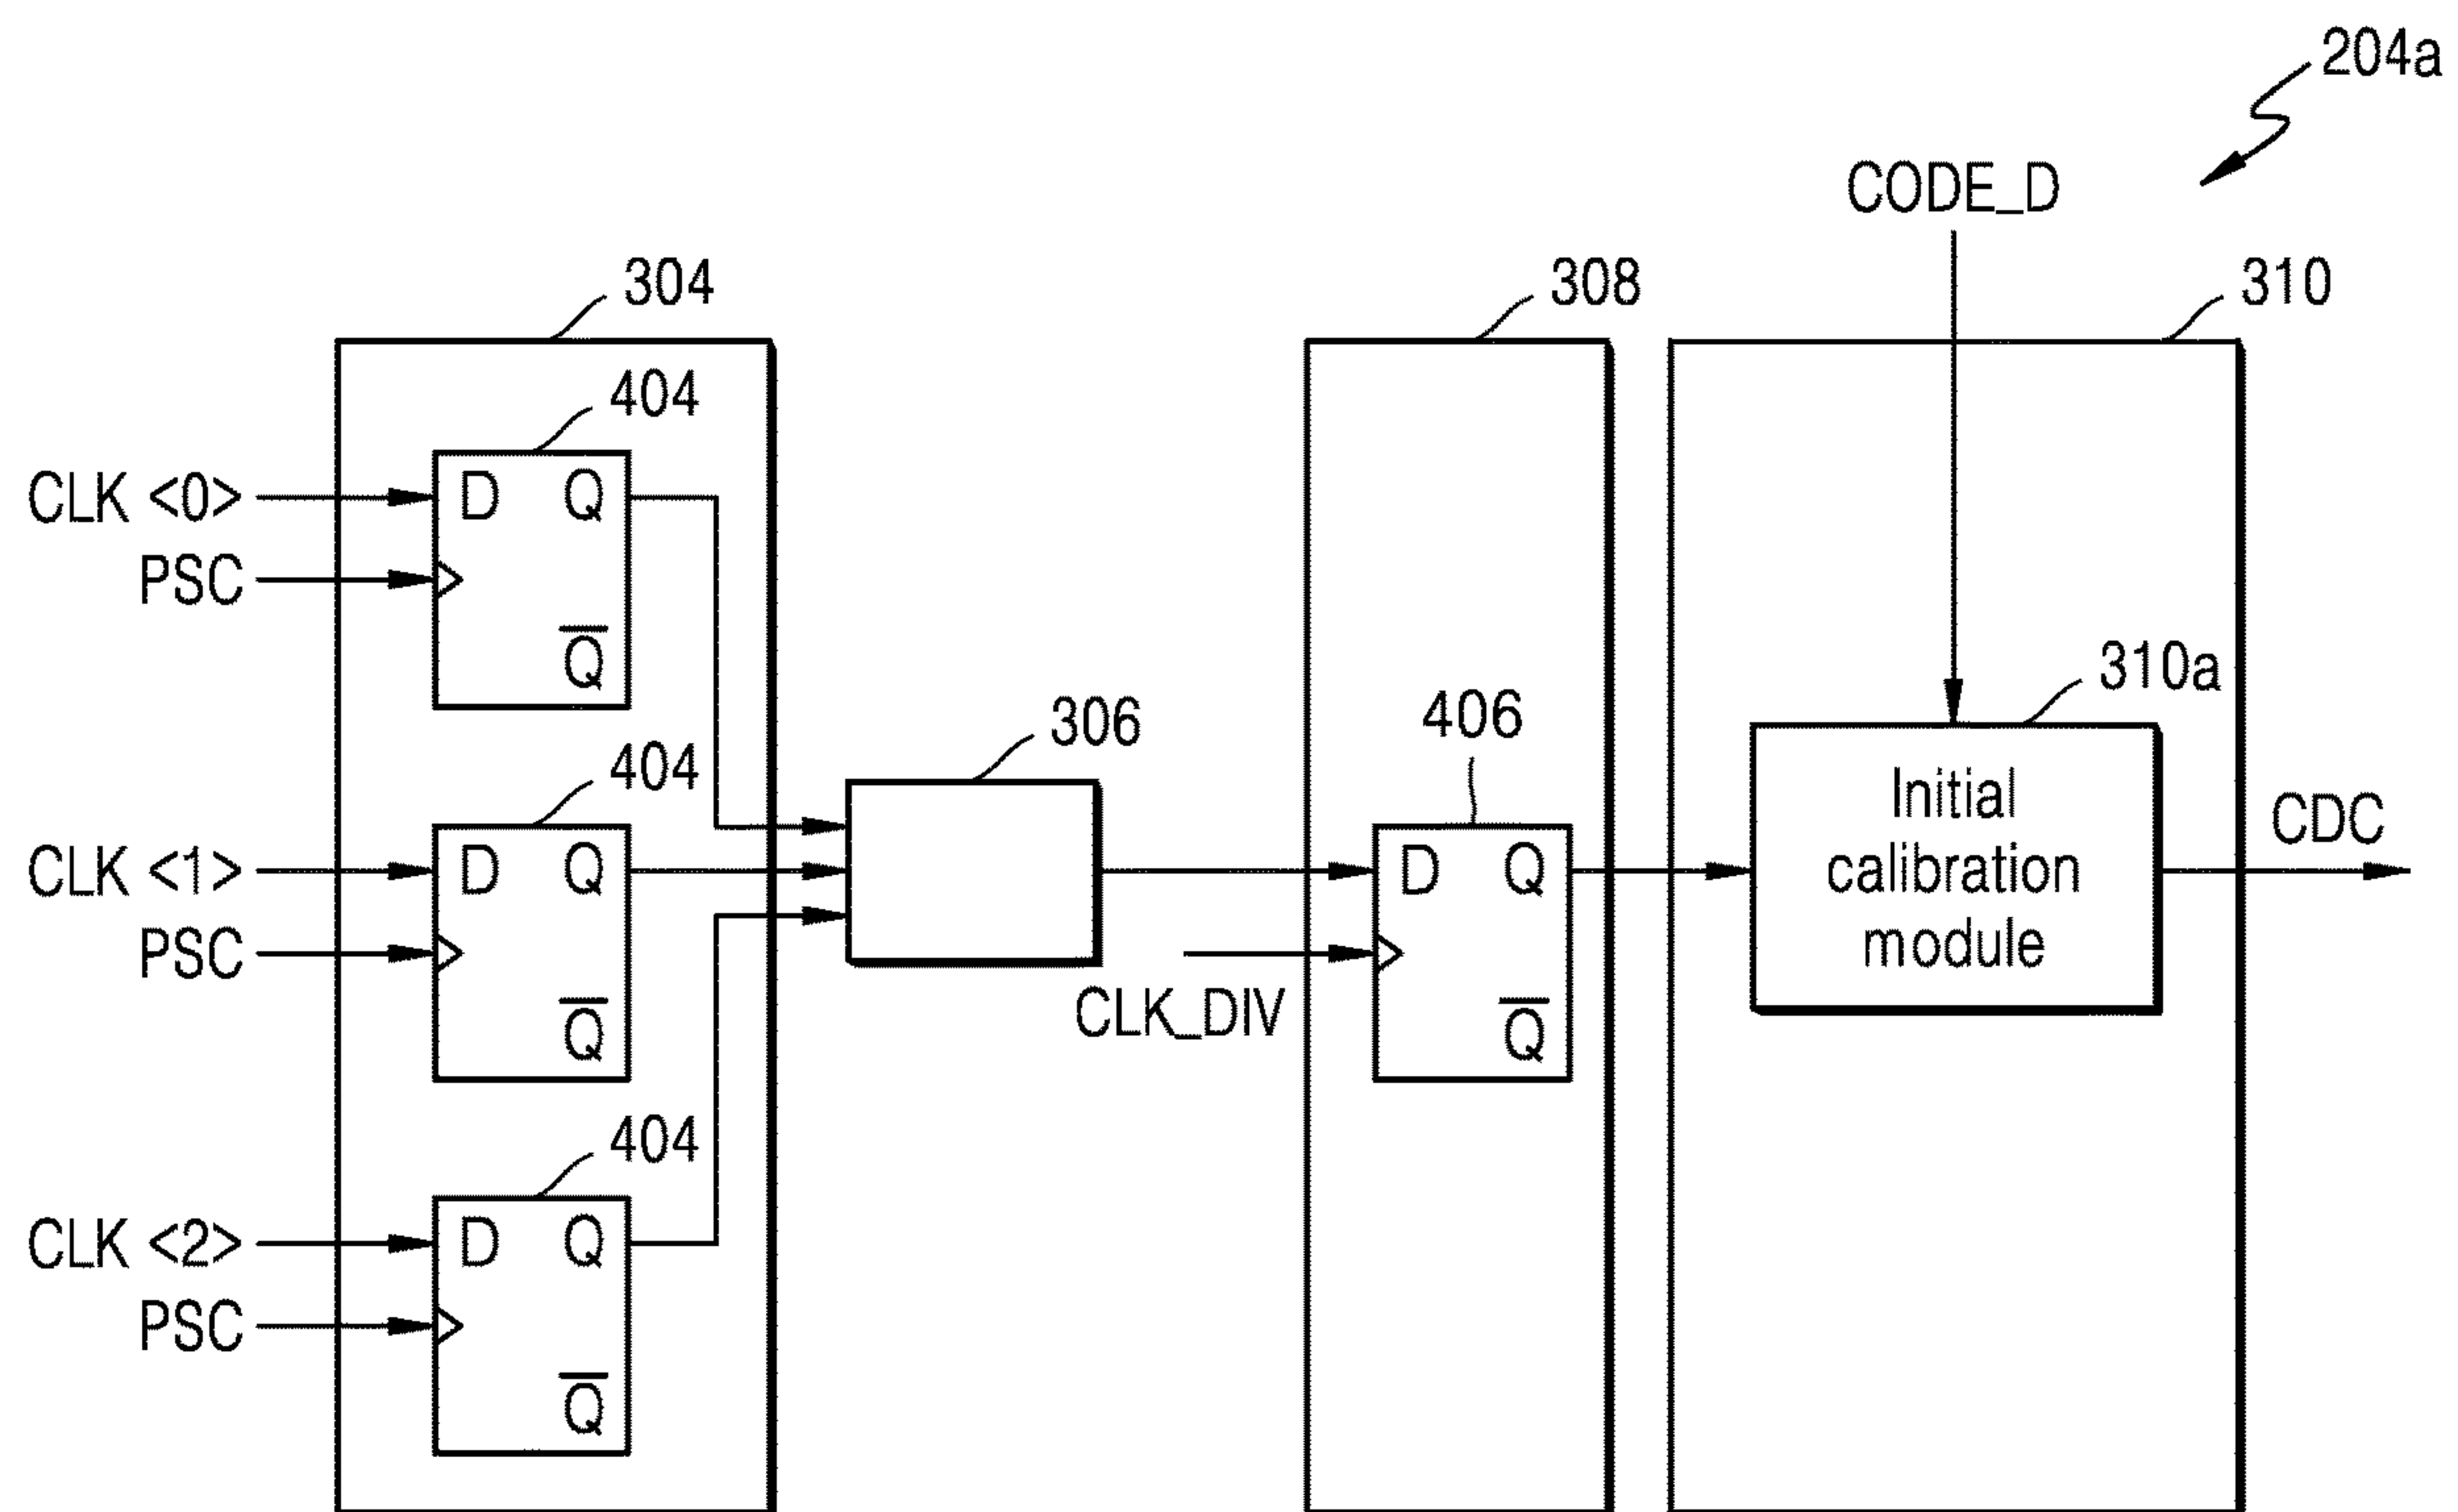 204a
CODE_D
304
308
310
404
CLK <0>
D Q
PSC
Q
310a
306
406
404
Initial
calibration
module
CDC
CLK <1>
D Q
D Q
PSC
CLK_DIV
Q
Q
404
CLK <2>
D Q
PSC
Q